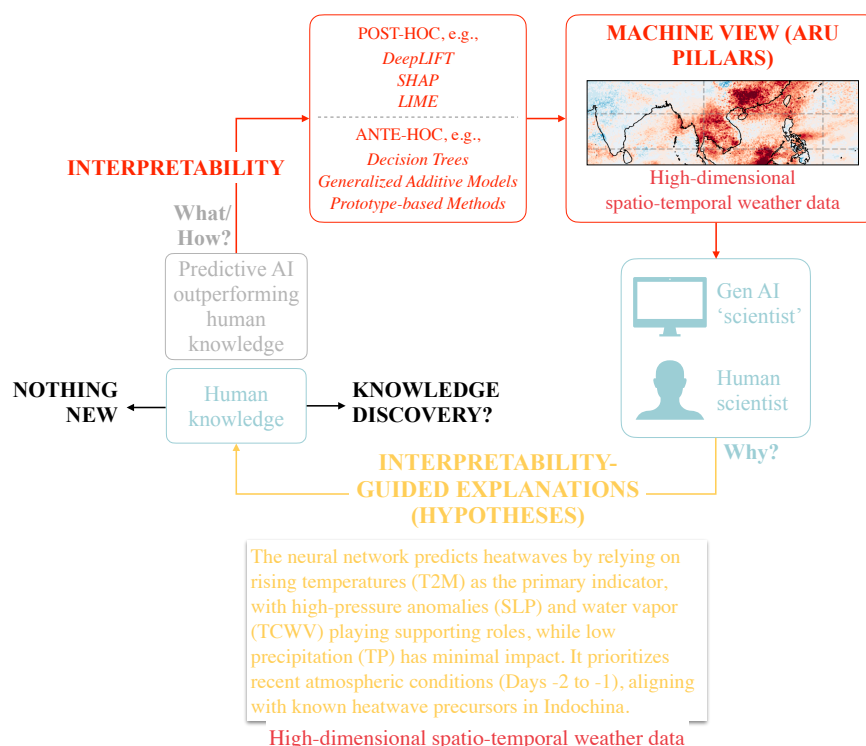 POST-HOC, e.g.,
DeepLIFT
SHAP
LIME
ANTE-HOC, e.g.,
Decision Trees
Generalized Additive Models
Prototype-based Methods
MACHINE VIEW (ARU
PILLARS)
High-dimensional
spatio-temporal weather data
INTERPRETABILITY
What/
How?
Predictive AI
outperforming
human
knowledge
Gen AI
‘scientist’
Human
scientist
Why?
NOTHING
NEW
Human
knowledge
KNOWLEDGE
DISCOVERY?
INTERPRETABILITY-
GUIDED EXPLANATIONS
(HYPOTHESES)
The neural network predicts heatwaves by relying on
rising temperatures (T2M) as the primary indicator,
with high-pressure anomalies (SLP) and water vapor
(TCWV) playing supporting roles, while low
precipitation (TP) has minimal impact. It prioritizes
recent atmospheric conditions (Days -2 to -1), aligning
with known heatwave precursors in Indochina.
High-dimensional spatio-temporal weather data